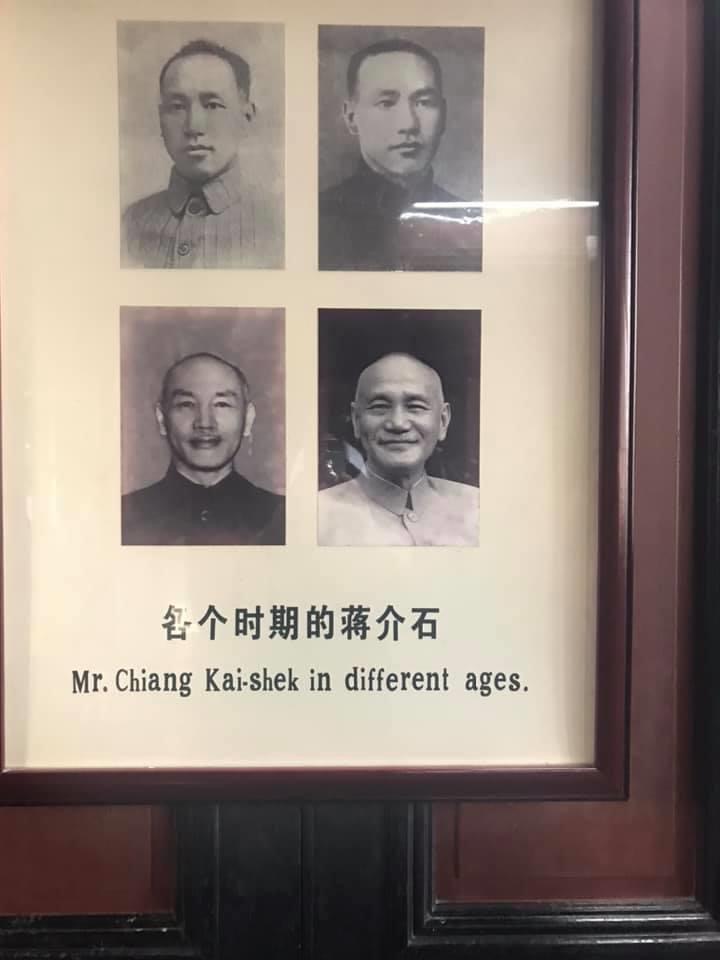 各个时期的蒋介石
Mr. Chiang Kai-shek in different ages.